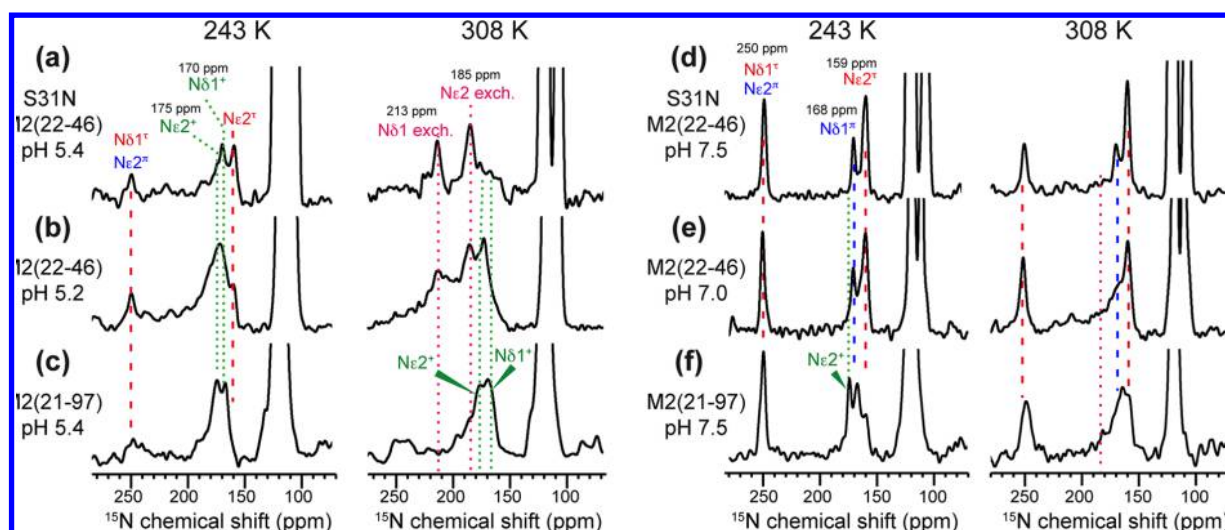 243 K
308 K
243 K
308 K
(a)
S31N
M2(22-46)
pH 5.4
170 ppm
Nδ1⁺
175 ppm
Nε2⁺
Nε2τ
Nδ1τ
Nε2π
185 ppm
Nε2 exch.
213 ppm
Nδ1 exch.
(b)
M2(22-46)
pH 5.2
(c)
M2(21-97)
pH 5.4
Nε2⁺
Nδ1⁺
250 200 150 100
¹⁵N chemical shift (ppm)
250 200 150 100
¹⁵N chemical shift (ppm)
(d)
S31N
M2(22-46)
pH 7.5
250 ppm
Nδ1τ
Nε2π
159 ppm
Nε2τ
168 ppm
Nδ1π
(e)
M2(22-46)
pH 7.0
(f)
M2(21-97)
pH 7.5
Nε2⁺
250 200 150 100
¹⁵N chemical shift (ppm)
250 200 150 100
¹⁵N chemical shift (ppm)